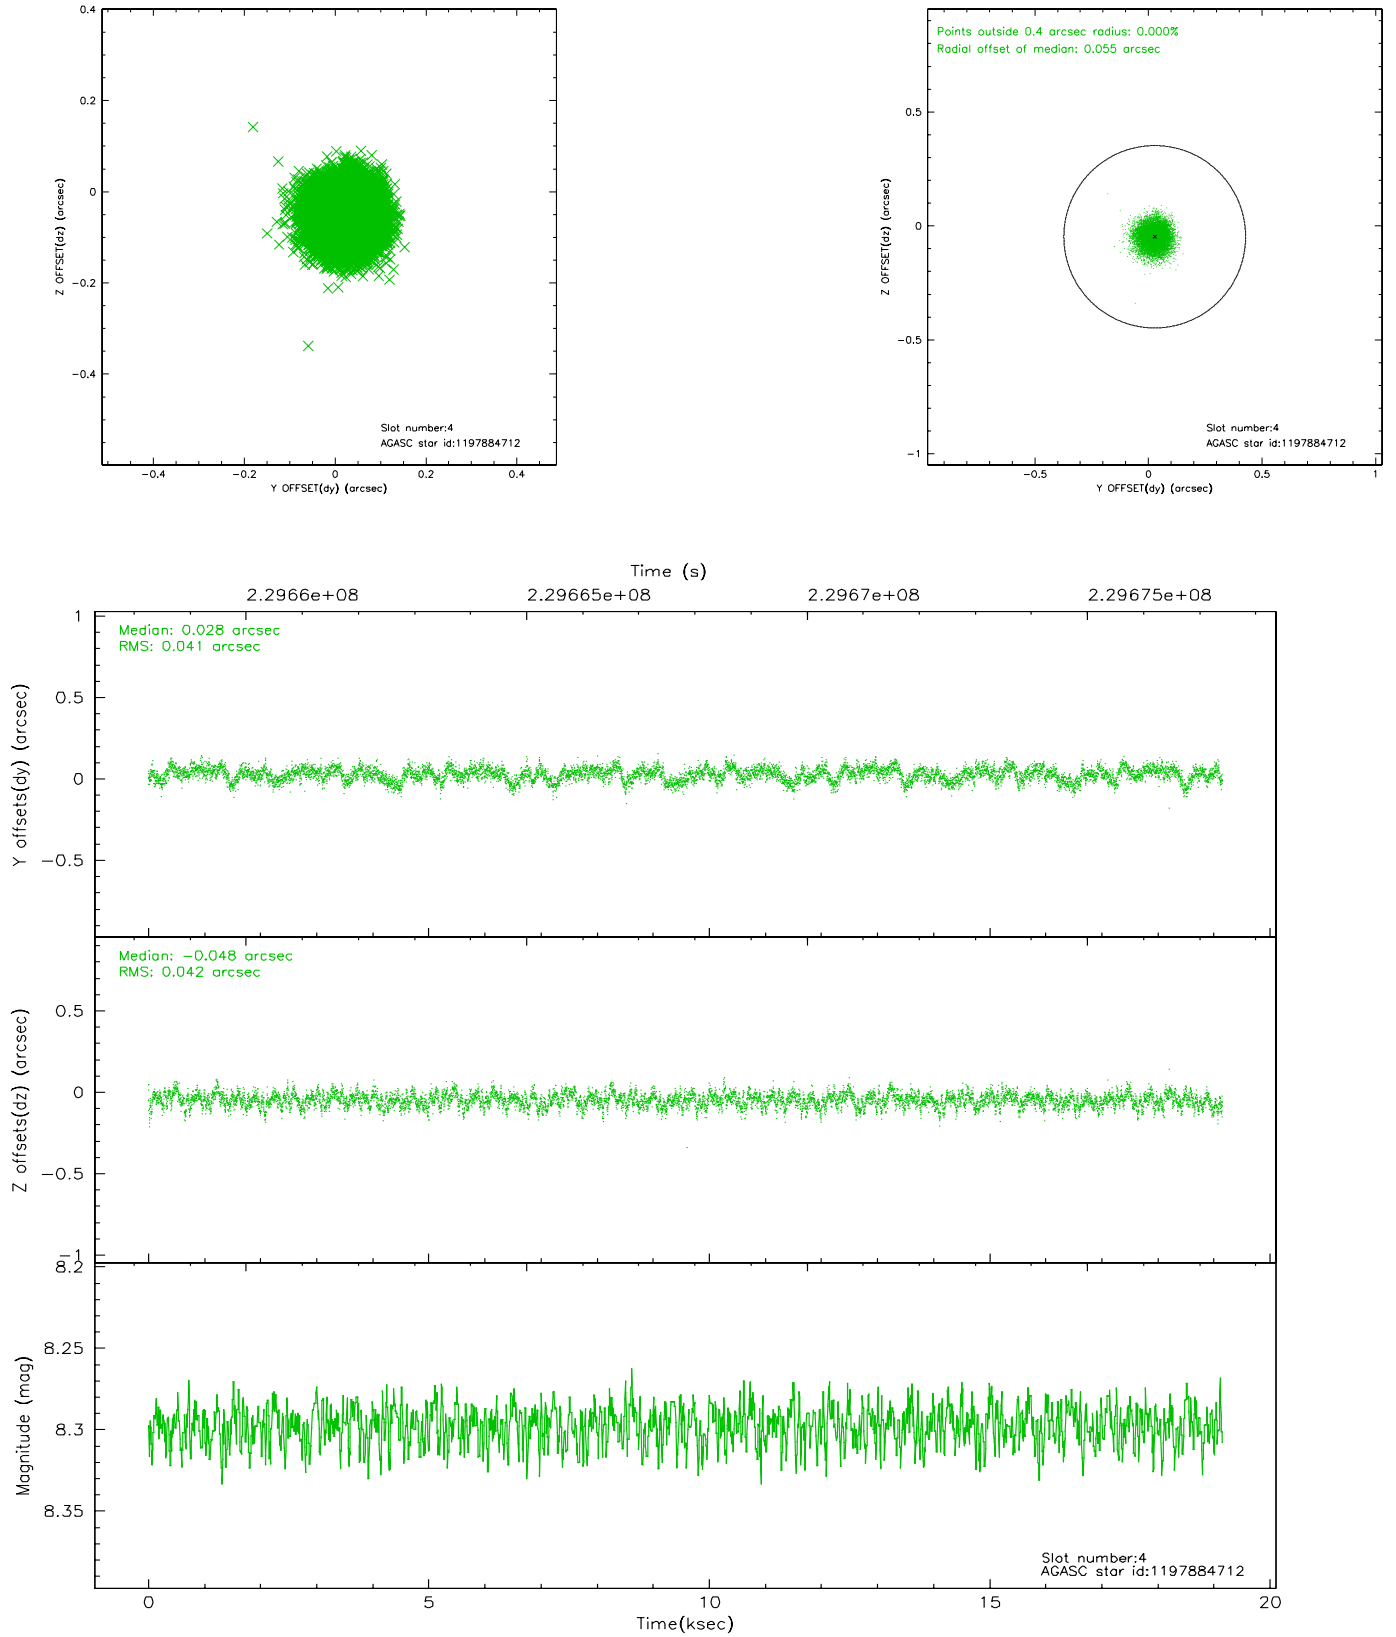 0.4
0.2
0
−0.2
−0.4
Z OFFSET(dz) (arcsec)
Slot number:4
AGASC star id:1197884712
−0.4 −0.2 0 0.2 0.4
Y OFFSET(dy) (arcsec)
Points outside 0.4 arcsec radius: 0.000%
Radial offset of median: 0.055 arcsec
0.5
0
−0.5
−1
Z OFFSET(dz) (arcsec)
Slot number:4
AGASC star id:1197884712
−0.5 0 0.5 1
Y OFFSET(dy) (arcsec)
Time (s)
2.2966e+08 2.29665e+08 2.2967e+08 2.29675e+08
Median: 0.028 arcsec
RMS: 0.041 arcsec
1
0.5
0
−0.5
Y offsets(dy) (arcsec)
Median: −0.048 arcsec
RMS: 0.042 arcsec
0.5
0
−0.5
−1
Z offsets(dz) (arcsec)
8.2
8.25
8.3
8.35
Magnitude (mag)
Slot number:4
AGASC star id:1197884712
0 5 10 15 20
Time(ksec)